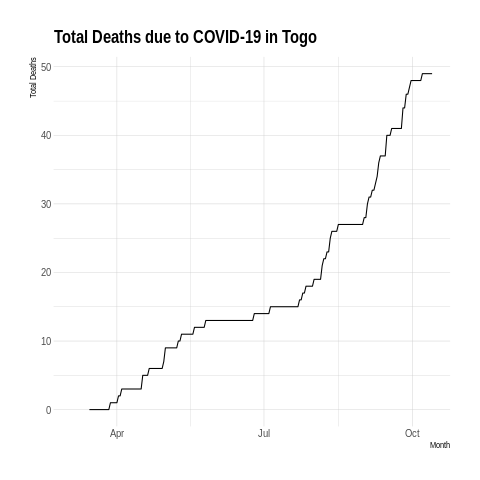 Total Deaths due to COVID-19 in Togo
Total Deaths
50
40
30
20
10
0
Apr
Jul
Oct
Month